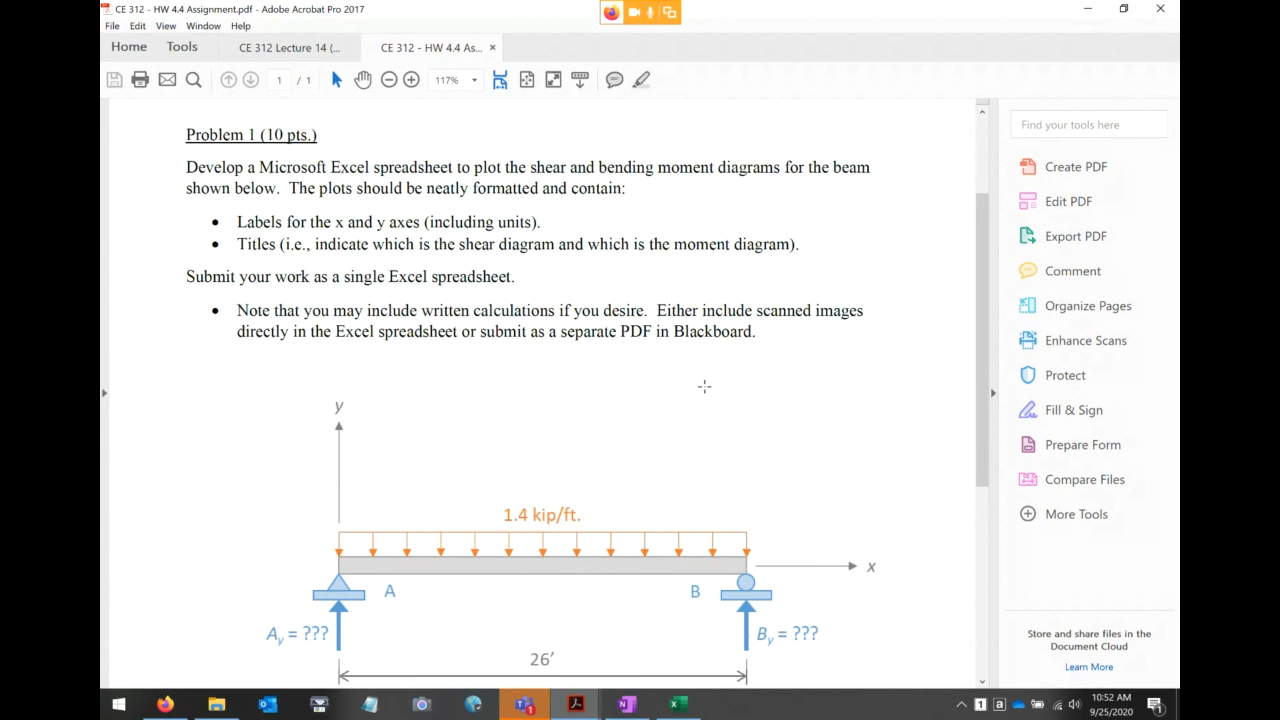 CE 312 - HW 4.4 Assignment.pdf - Adobe Acrobat Pro 2017
File Edit View Window Help
Home Tools CE 312 Lecture 14 (... CE 312 - HW 4.4 As... ×
1 / 1 117%
Problem 1 (10 pts.)
Develop a Microsoft Excel spreadsheet to plot the shear and bending moment diagrams for the beam
shown below. The plots should be neatly formatted and contain:
• Labels for the x and y axes (including units).
• Titles (i.e., indicate which is the shear diagram and which is the moment diagram).
Submit your work as a single Excel spreadsheet.
• Note that you may include written calculations if you desire. Either include scanned images
directly in the Excel spreadsheet or submit as a separate PDF in Blackboard.
y
1.4 kip/ft.
x
A B
Ay = ??? By = ???
26′
Find your tools here
Create PDF
Edit PDF
Export PDF
Comment
Organize Pages
Enhance Scans
Protect
Fill & Sign
Prepare Form
Compare Files
More Tools
Store and share files in the
Document Cloud
Learn More
10:52 AM
9/25/2020